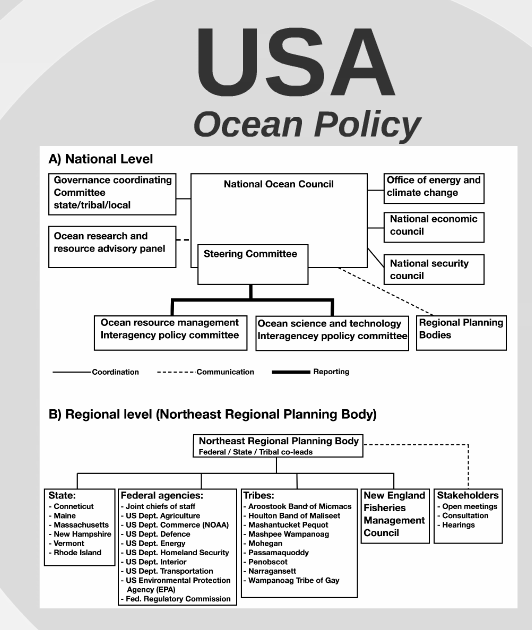 USA
Ocean Policy
A) National Level
Governance coordinating
Committee
state/tribal/local
National Ocean Council
Office of energy and
climate change
National economic
council
Ocean research and
resource advisory panel
Steering Committee
National security
council
Ocean resource management
Interagency policy committee
Ocean science and technology
Interagencey ppolicy committee
Regional Planning
Bodies
Coordination
Communication
Reporting
B) Regional level (Northeast Regional Planning Body)
Northeast Regional Planning Body
Federal / State / Tribal co-leads
State:
- Conneticut
- Maine
- Massachusetts
- New Hampshire
- Vermont
- Rhode Island
Federal agencies:
- Joint chiefs of staff
- US Dept. Agriculture
- US Dept. Commerce (NOAA)
- US Dept. Defence
- US Dept. Energy
- US Dept. Homeland Security
- US Dept. Interior
- US Dept. Transportation
- US Environmental Protection
Agency (EPA)
- Fed. Regulatory Commission
Tribes:
- Aroostook Band of Micmacs
- Houlton Band of Maliseet
- Mashantucket Pequot
- Mashpee Wampanoag
- Mohegan
- Passamaquoddy
- Penobscot
- Narragansett
- Wampanoag Tribe of Gay
New England
Fisheries
Management
Council
Stakeholders
- Open meetings
- Consultation
- Hearings